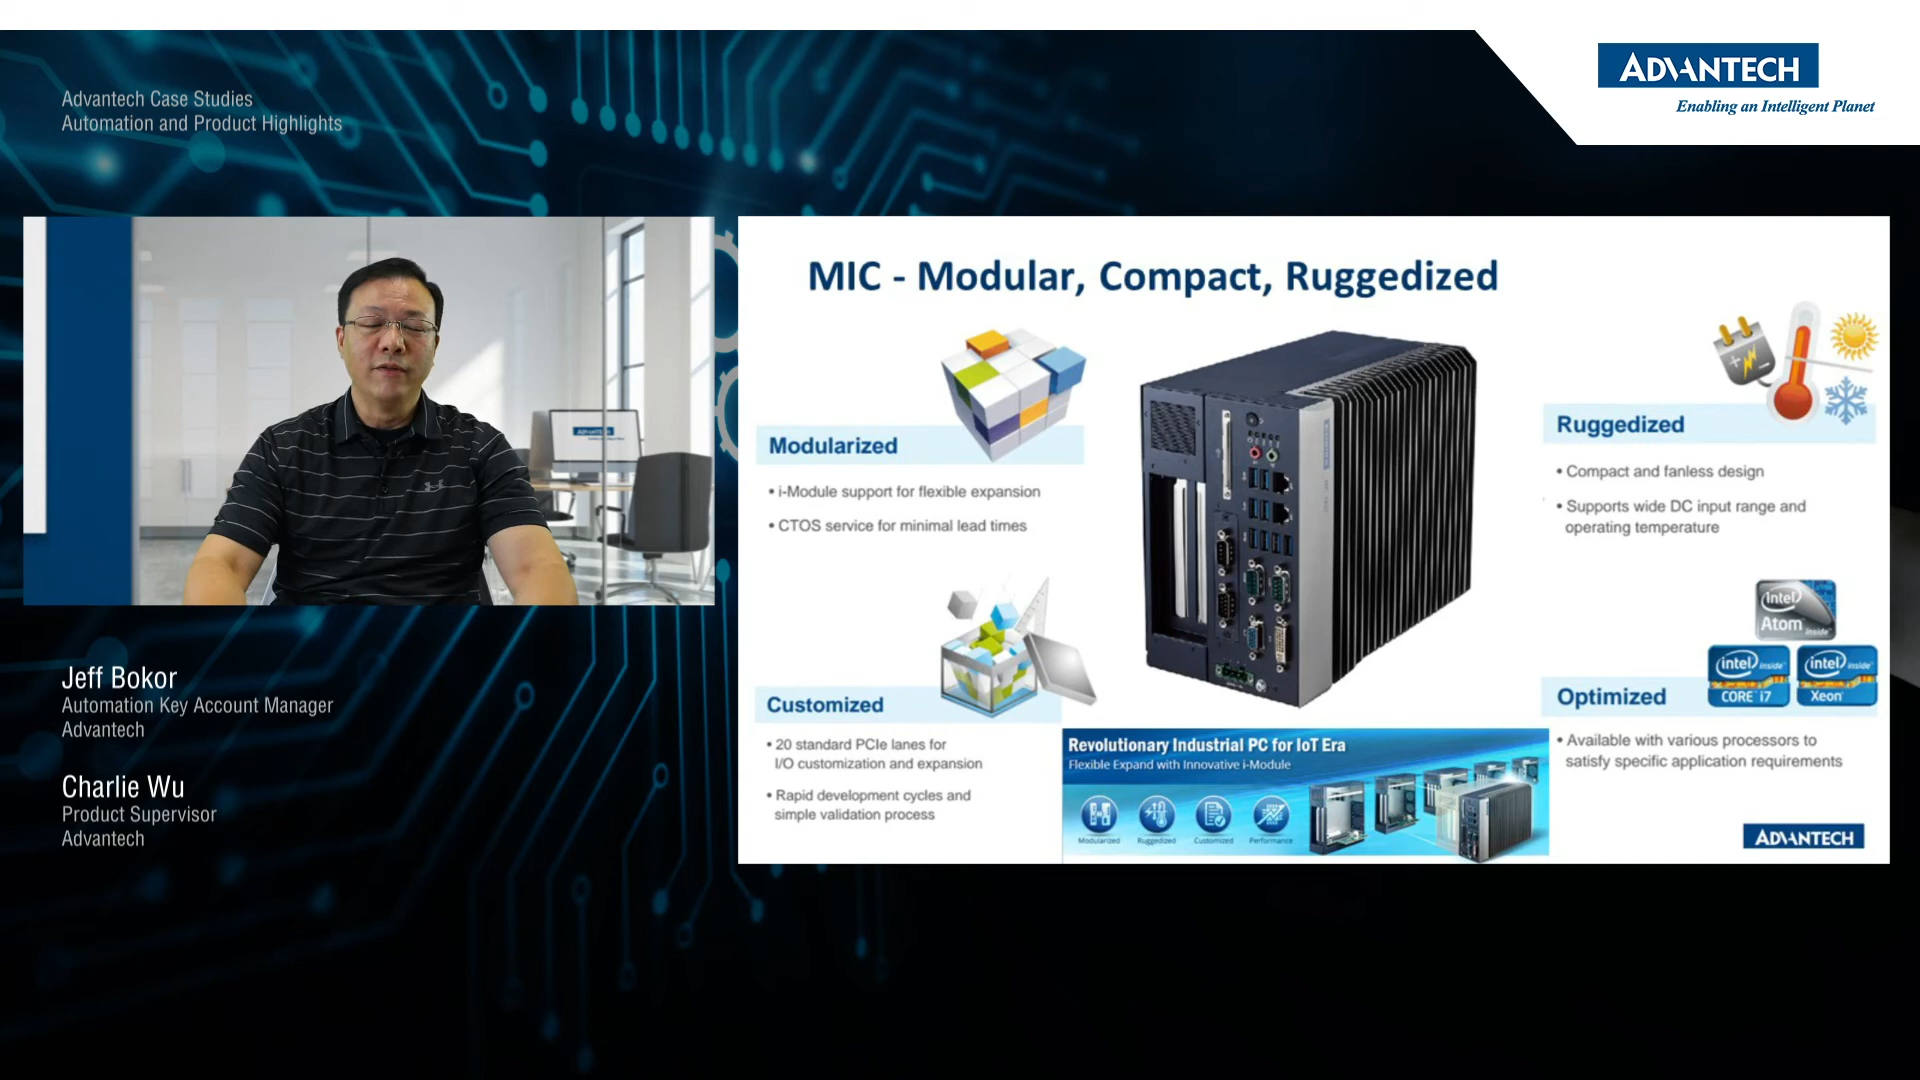 Advantech Case Studies
Automation and Product Highlights
ADVANTECH
Enabling an Intelligent Planet
ADVANTECH
Jeff Bokor
Automation Key Account Manager
Advantech
Charlie Wu
Product Supervisor
Advantech
MIC - Modular, Compact, Ruggedized
Modularized
• i-Module support for flexible expansion
• CTOS service for minimal lead times
Customized
• 20 standard PCIe lanes for
I/O customization and expansion
• Rapid development cycles and
simple validation process
Revolutionary Industrial PC for IoT Era
Flexible Expand with Innovative i-Module
Modularized Ruggedized Customized Performance
Ruggedized
• Compact and fanless design
• Supports wide DC input range and
operating temperature
intel
Atom inside
intel inside
CORE i7
intel inside
Xeon
Optimized
• Available with various processors to
satisfy specific application requirements
ADVANTECH